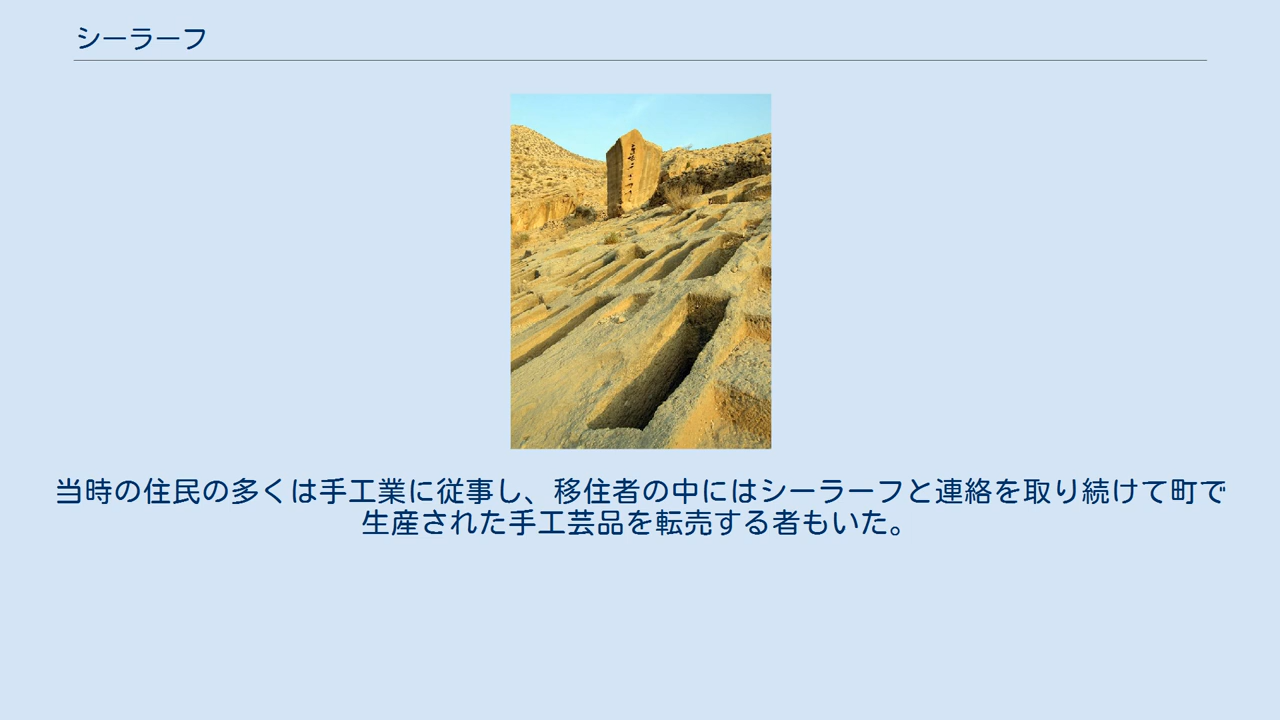 シーラーフ
当時の住民の多くは手工業に従事し、移住者の中にはシーラーフと連絡を取り続けて町で
生産された手工芸品を転売する者もいた。